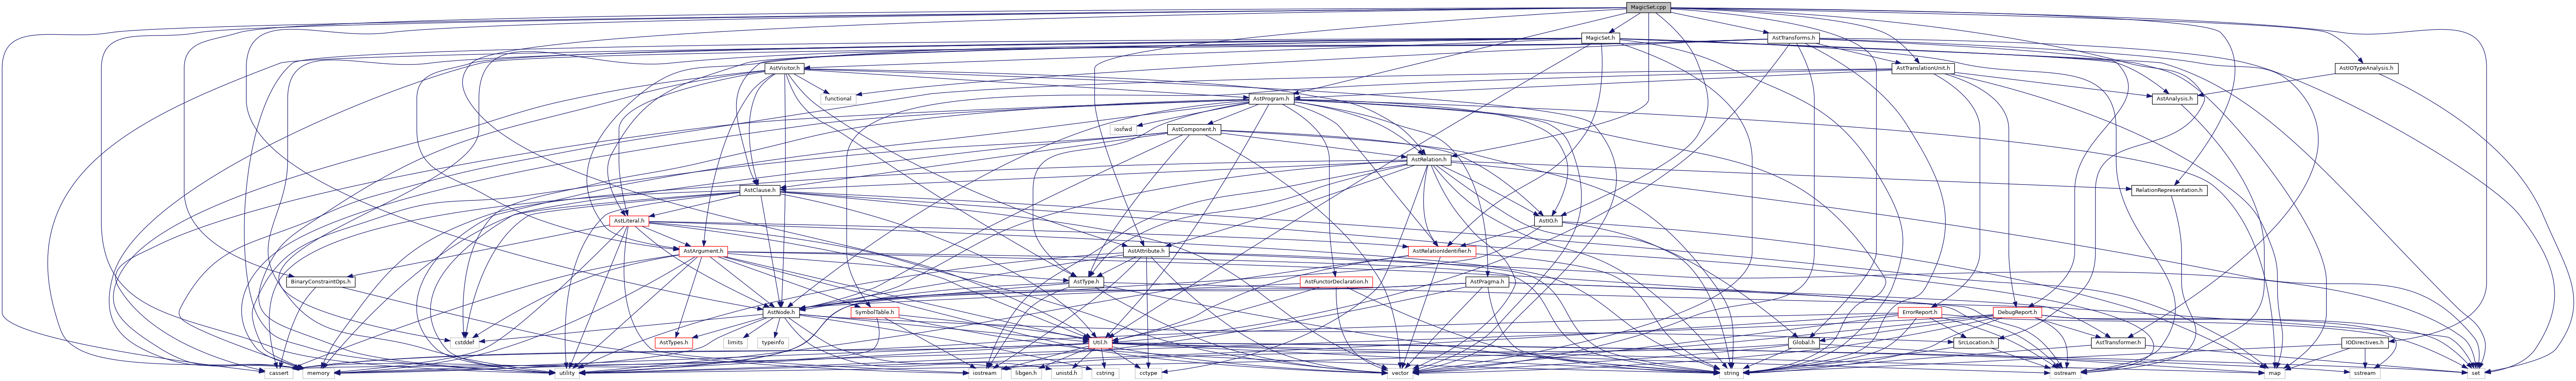 MagicSet.cpp
MagicSet.h
AstTransforms.h
AstVisitor.h
AstTranslationUnit.h
AstIOTypeAnalysis.h
functional
AstProgram.h
AstAnalysis.h
iosfwd
AstComponent.h
AstRelation.h
AstClause.h
RelationRepresentation.h
AstLiteral.h
AstIO.h
AstArgument.h
AstAttribute.h
AstRelationIdentifier.h
BinaryConstraintOps.h
AstType.h
AstFunctorDeclaration.h
AstPragma.h
AstNode.h
SymbolTable.h
ErrorReport.h
DebugReport.h
cstddef
AstTypes.h
limits
typeinfo
Util.h
Global.h
SrcLocation.h
AstTransformer.h
IODirectives.h
cassert
memory
utility
iostream
libgen.h
unistd.h
cstring
cctype
vector
string
ostream
map
sstream
set